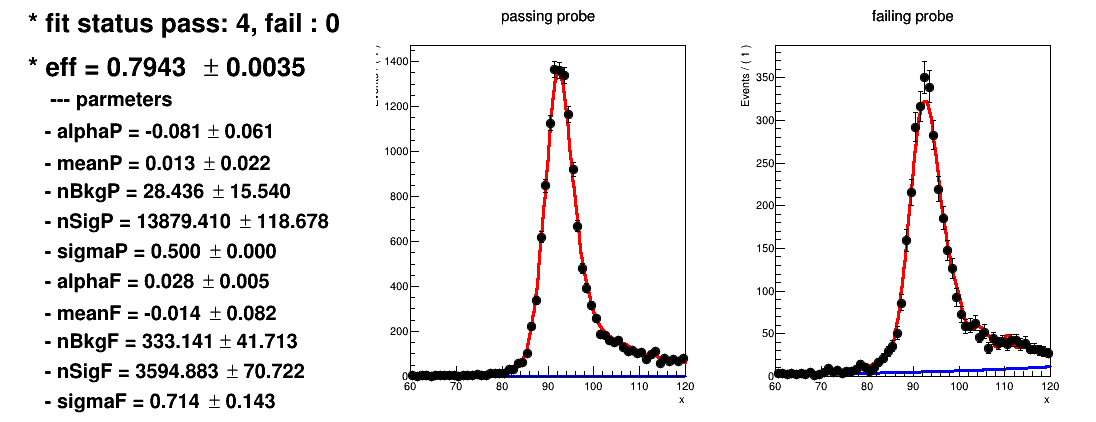 * fit status pass: 4, fail : 0
* eff = 0.7943 ± 0.0035
--- parmeters
- alphaP = -0.081 ± 0.061
- meanP = 0.013 ± 0.022
- nBkgP = 28.436 ± 15.540
- nSigP = 13879.410 ± 118.678
- sigmaP = 0.500 ± 0.000
- alphaF = 0.028 ± 0.005
- meanF = -0.014 ± 0.082
- nBkgF = 333.141 ± 41.713
- nSigF = 3594.883 ± 70.722
- sigmaF = 0.714 ± 0.143
passing probe
1400
1200
1000
800
600
400
200
0
60 70 80 90 100 110 120
x
failing probe
Events / ( 1 )
350
300
250
200
150
100
50
0
60 70 80 90 100 110 120
x